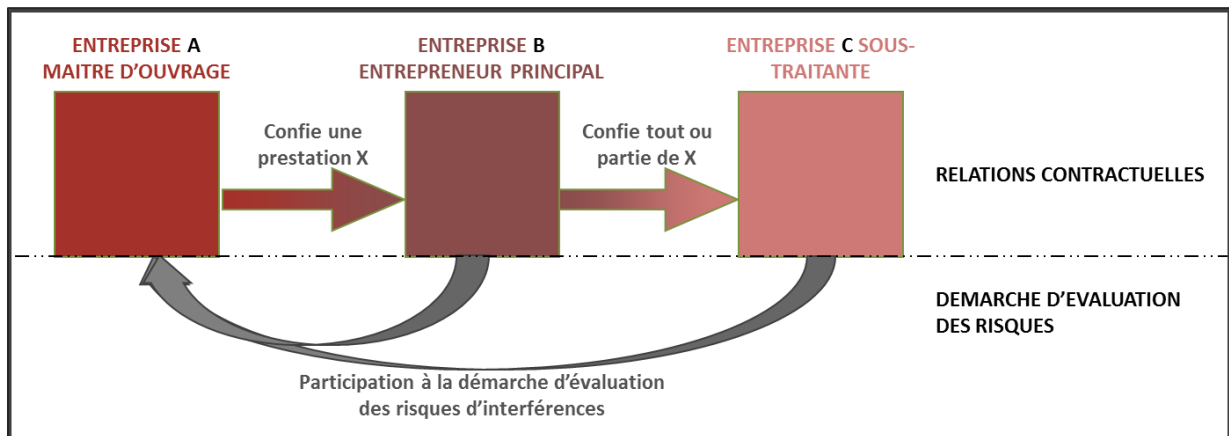 ENTREPRISE A
MAITRE D'OUVRAGE
ENTREPRISE B
ENTREPRENEUR PRINCIPAL
ENTREPRISE C SOUS-
TRAITANTE
Confie une
prestation X
Confie tout ou
partie de X
RELATIONS CONTRACTUELLES
DEMARCHE D'EVALUATION
DES RISQUES
Participation à la démarche d'évaluation
des risques d'interférences